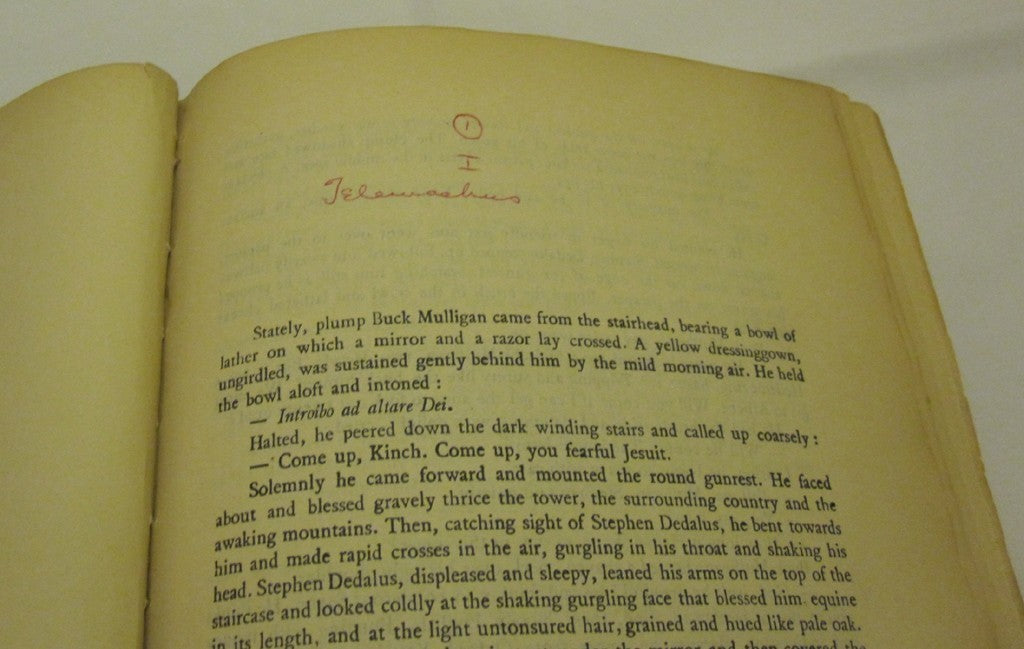 1
I
Telemachus
Stately, plump Buck Mulligan came from the stairhead, bearing a bowl of
lather on which a mirror and a razor lay crossed. A yellow dressinggown,
ungirdled, was sustained gently behind him by the mild morning air. He held
the bowl aloft and intoned :
— Introibo ad altare Dei.
Halted, he peered down the dark winding stairs and called up coarsely :
— Come up, Kinch. Come up, you fearful Jesuit.
Solemnly he came forward and mounted the round gunrest. He faced
about and blessed gravely thrice the tower, the surrounding country and the
awaking mountains. Then, catching sight of Stephen Dedalus, he bent towards
him and made rapid crosses in the air, gurgling in his throat and shaking his
head. Stephen Dedalus, displeased and sleepy, leaned his arms on the top of the
staircase and looked coldly at the shaking gurgling face that blessed him. equine
in its length, and at the light untonsured hair, grained and hued like pale oak.
the mirror and then covered the